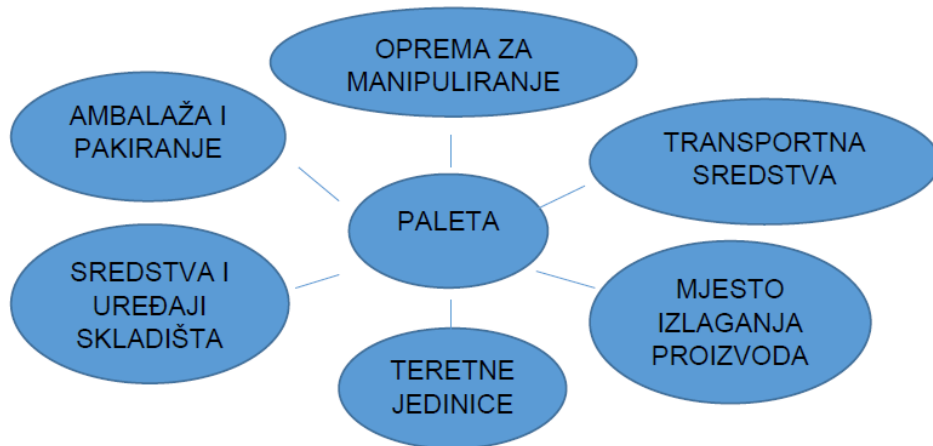 OPREMA ZA
MANIPULIRANJE
AMBALAŽA I
PAKIRANJE
TRANSPORTNA
SREDSTVA
PALETA
SREDSTVA I
UREĐAJI
SKLADIŠTA
MJESTO
IZLAGANJA
PROIZVODA
TERETNE
JEDINICE